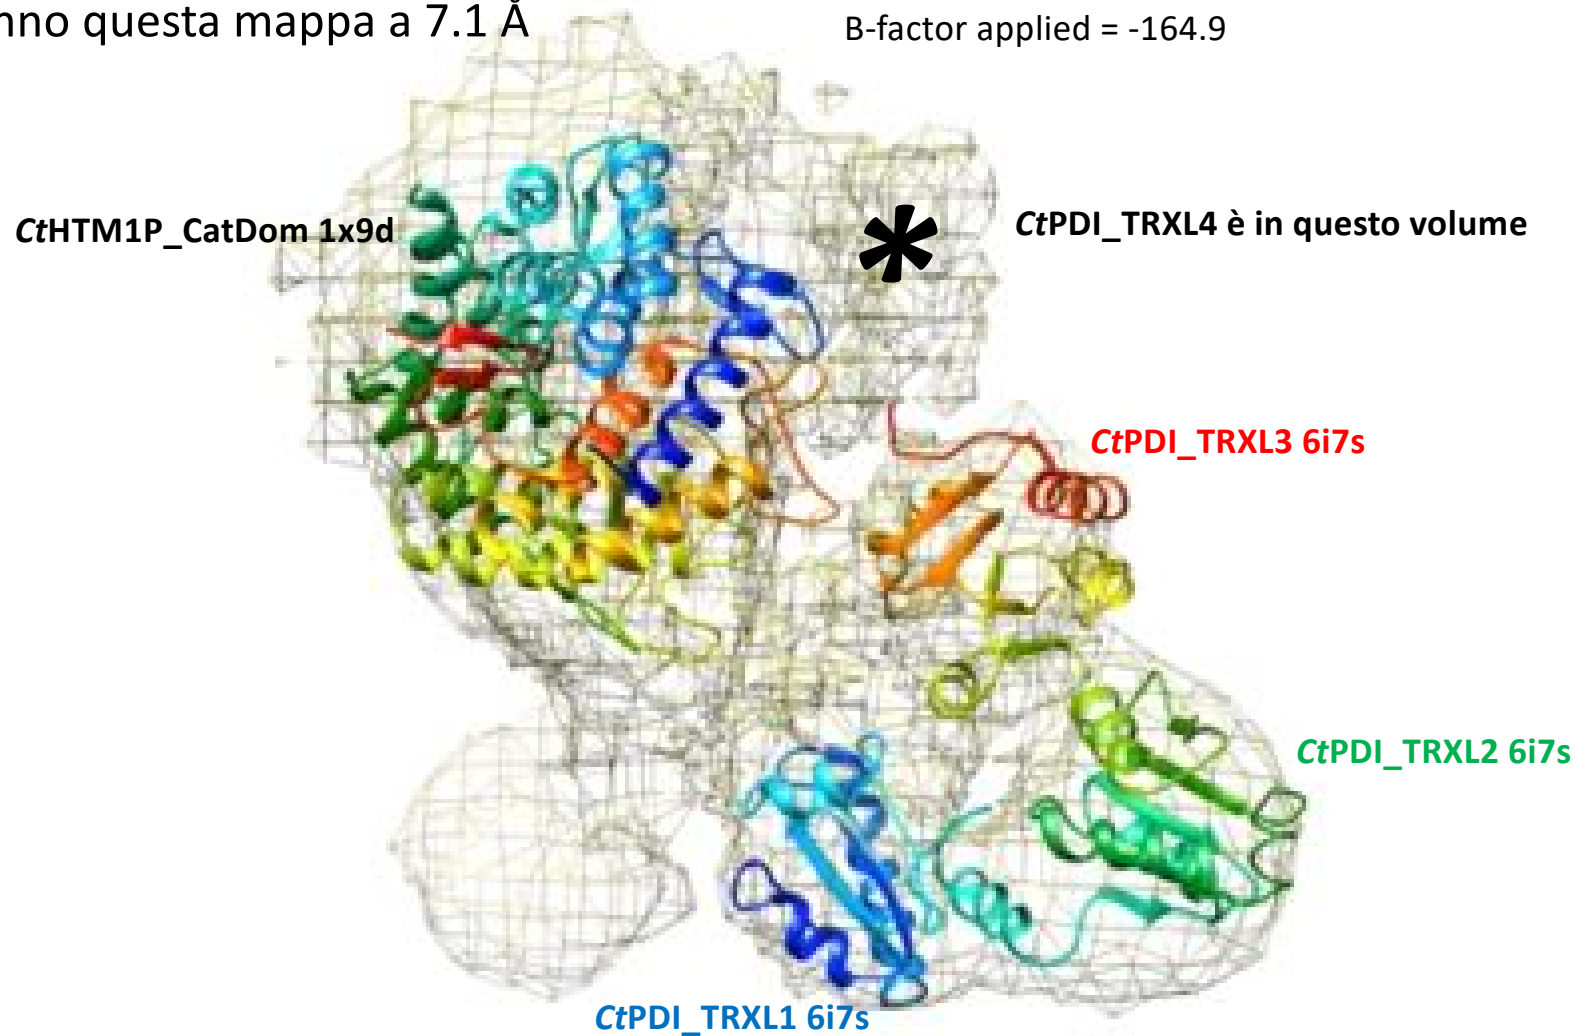 nno questa mappa a 7.1 Å
B-factor applied = -164.9
CtHTM1P_CatDom 1x9d
*
CtPDI_TRXL4 è in questo volume
CtPDI_TRXL3 6i7s
CtPDI_TRXL2 6i7s
CtPDI_TRXL1 6i7s